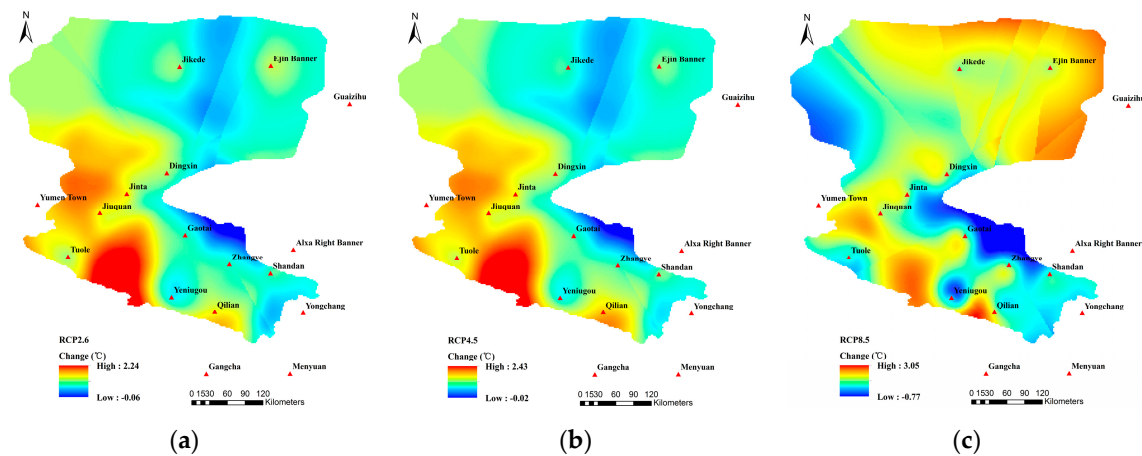 N
Jikede
Ejin Banner
Guaizihu
Dingxin
Jinta
Yumen Town
Jiuquan
Gaotai
Alxa Right Banner
Tuole
Zhangye
Shandan
Yeniugou
Qilian
Yongchang
RCP2.6
Change (℃)
High : 2.24
Low : -0.06
Gangcha
Menyuan
0 1530 60 90 120
Kilometers
(a)
N
Jikede
Ejin Banner
Guaizihu
Dingxin
Jinta
Yumen Town
Jiuquan
Gaotai
Alxa Right Banner
Tuole
Zhangye
Shandan
Yeniugou
Qilian
Yongchang
RCP4.5
Change (℃)
High : 2.43
Low : -0.02
Gangcha
Menyuan
0 1530 60 90 120
Kilometers
(b)
N
Jikede
Ejin Banner
Guaizihu
Dingxin
Jinta
Yumen Town
Jiuquan
Gaotai
Alxa Right Banner
Tuole
Zhangye
Shandan
Yeniugou
Qilian
Yongchang
RCP8.5
Change (℃)
High : 3.05
Low : -0.77
Gangcha
Menyuan
0 1530 60 90 120
Kilometers
(c)